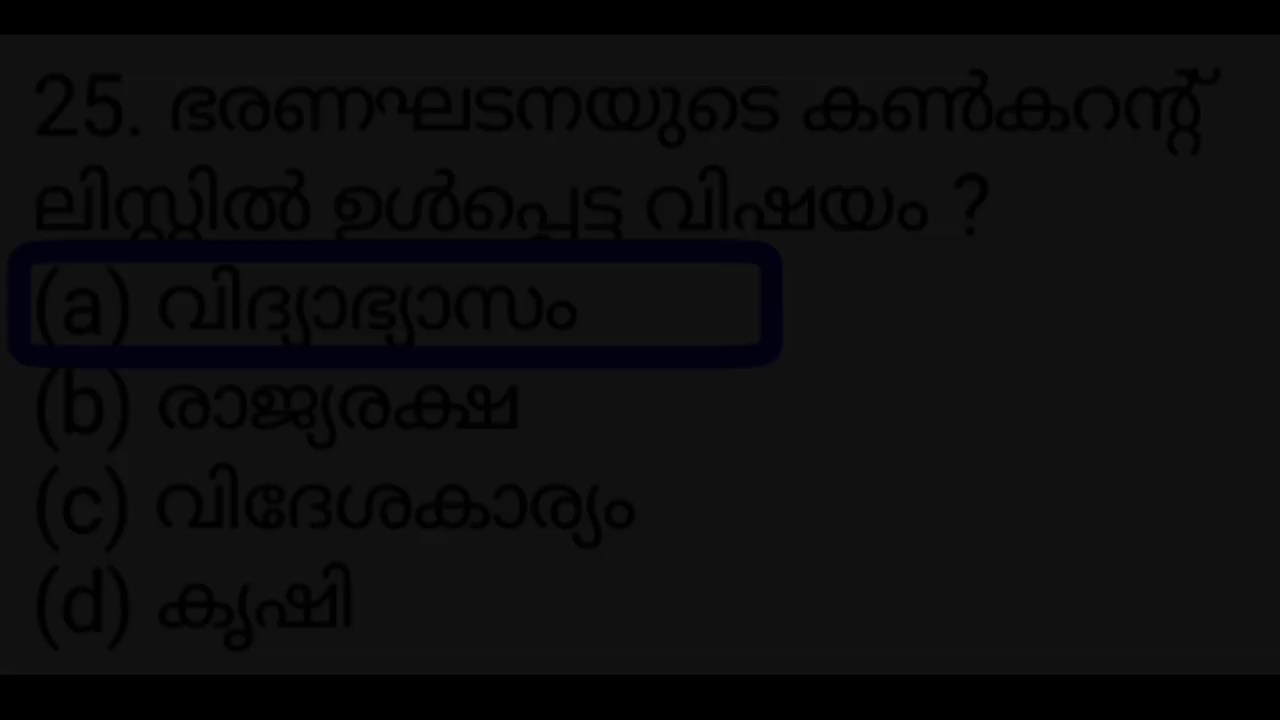 25. ഭരണഘടനയുടെ കൺകറന്റ്
ലിസ്റ്റിൽ ഉൾപ്പെട്ട വിഷയം ?
(a) വിദ്യാഭ്യാസം
(b) രാജ്യരക്ഷ
(c) വിദേശകാര്യം
(d) കൃഷി